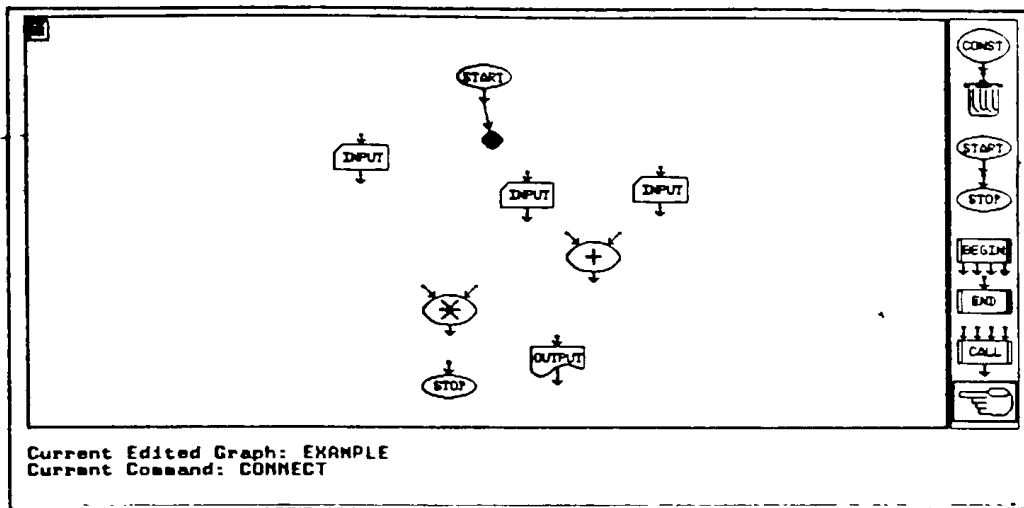 START
INPUT
INPUT
INPUT
+
*
OUTPUT
STOP
CONST
START
STOP
BEGIN
END
CALL
Current Edited Graph: EXAMPLE
Current Command: CONNECT